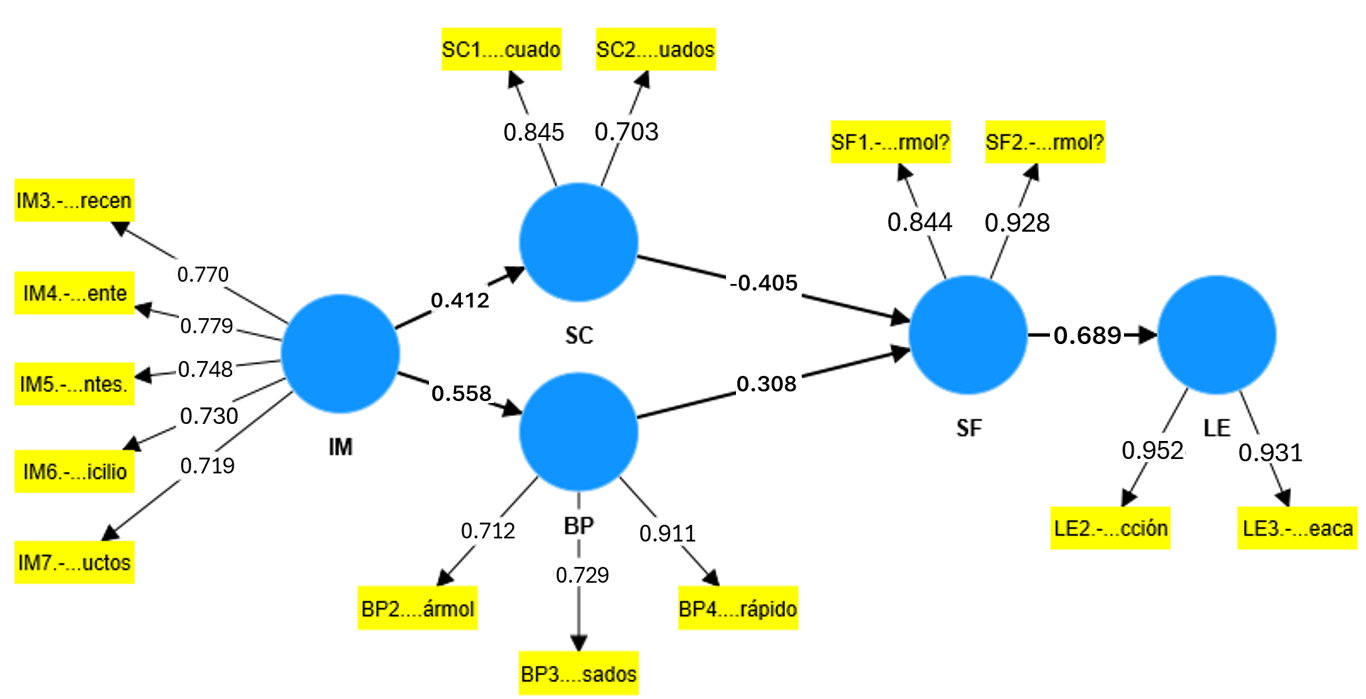 SC1....cuado
SC2....uados
0.845
0.703
SF1.-...rmol?
SF2.-...rmol?
0.844
0.928
IM3.-...recen
0.770
IM4.-...ente
0.779
IM5.-...ntes.
0.748
IM6.-...icilio
0.730
IM7.-...uctos
0.719
IM
0.412
0.558
SC
-0.405
0.308
BP
0.712
0.729
0.911
BP2....ármol
BP3....sados
BP4....rápido
SF
0.689
LE
0.952
0.931
LE2.-...cción
LE3.-...eaca